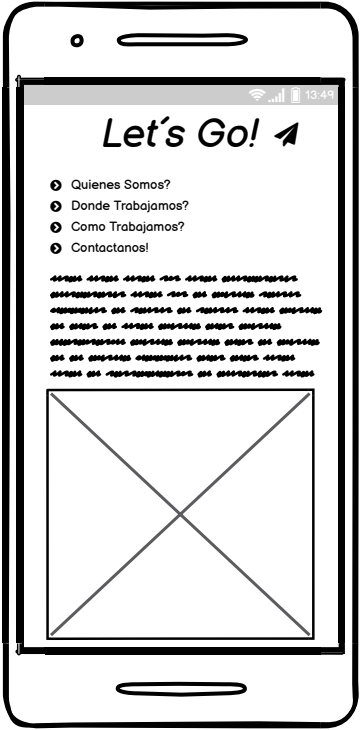 13:49
Let´s Go!
Quienes Somos?
Donde Trabajamos?
Como Trabajamos?
Contactanos!